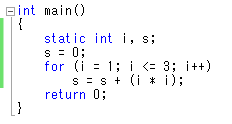 int main()
{
    static int i, s;
    s = 0;
    for (i = 1; i <= 3; i++)
        s = s + (i * i);
    return 0;
}